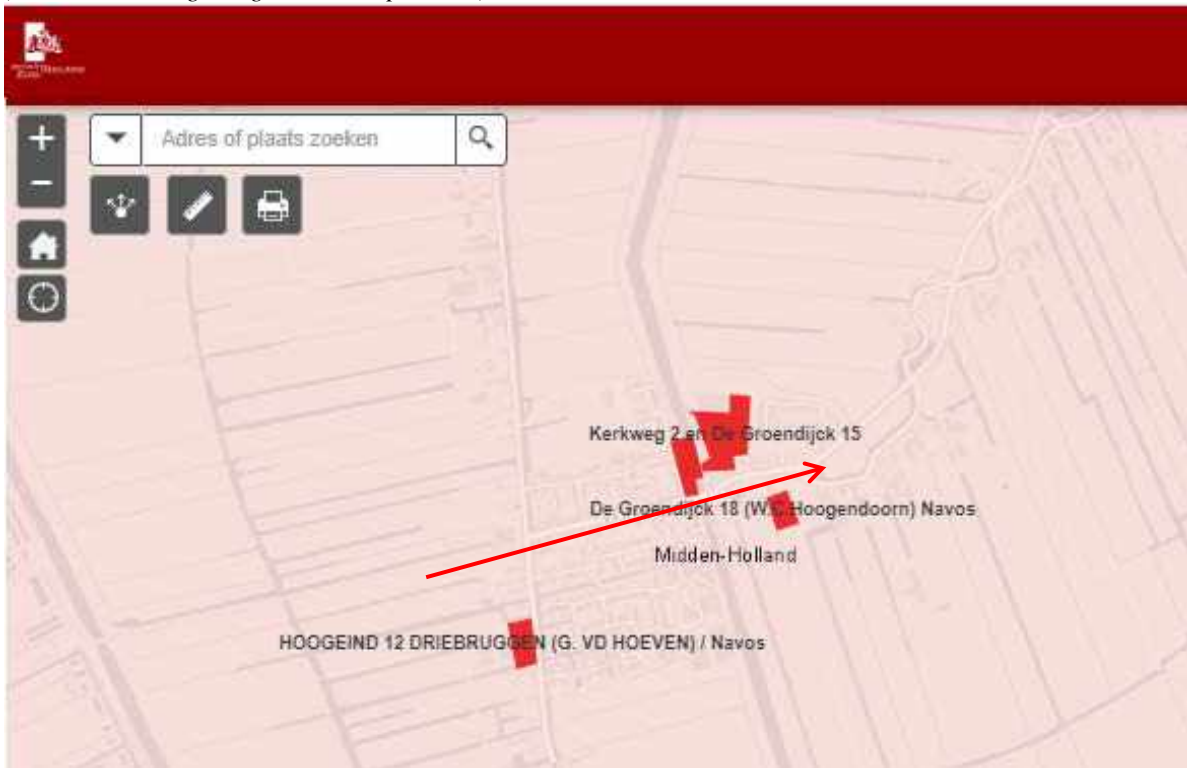 Adres of plaats zoeken
Kerkweg 2 en De Groendijck 15
De Groendijck 18 (W.C.Hoogendoorn) Navos
Midden-Holland
HOOGEIND 12 DRIEBRUGGEN (G. VD HOEVEN) / Navos